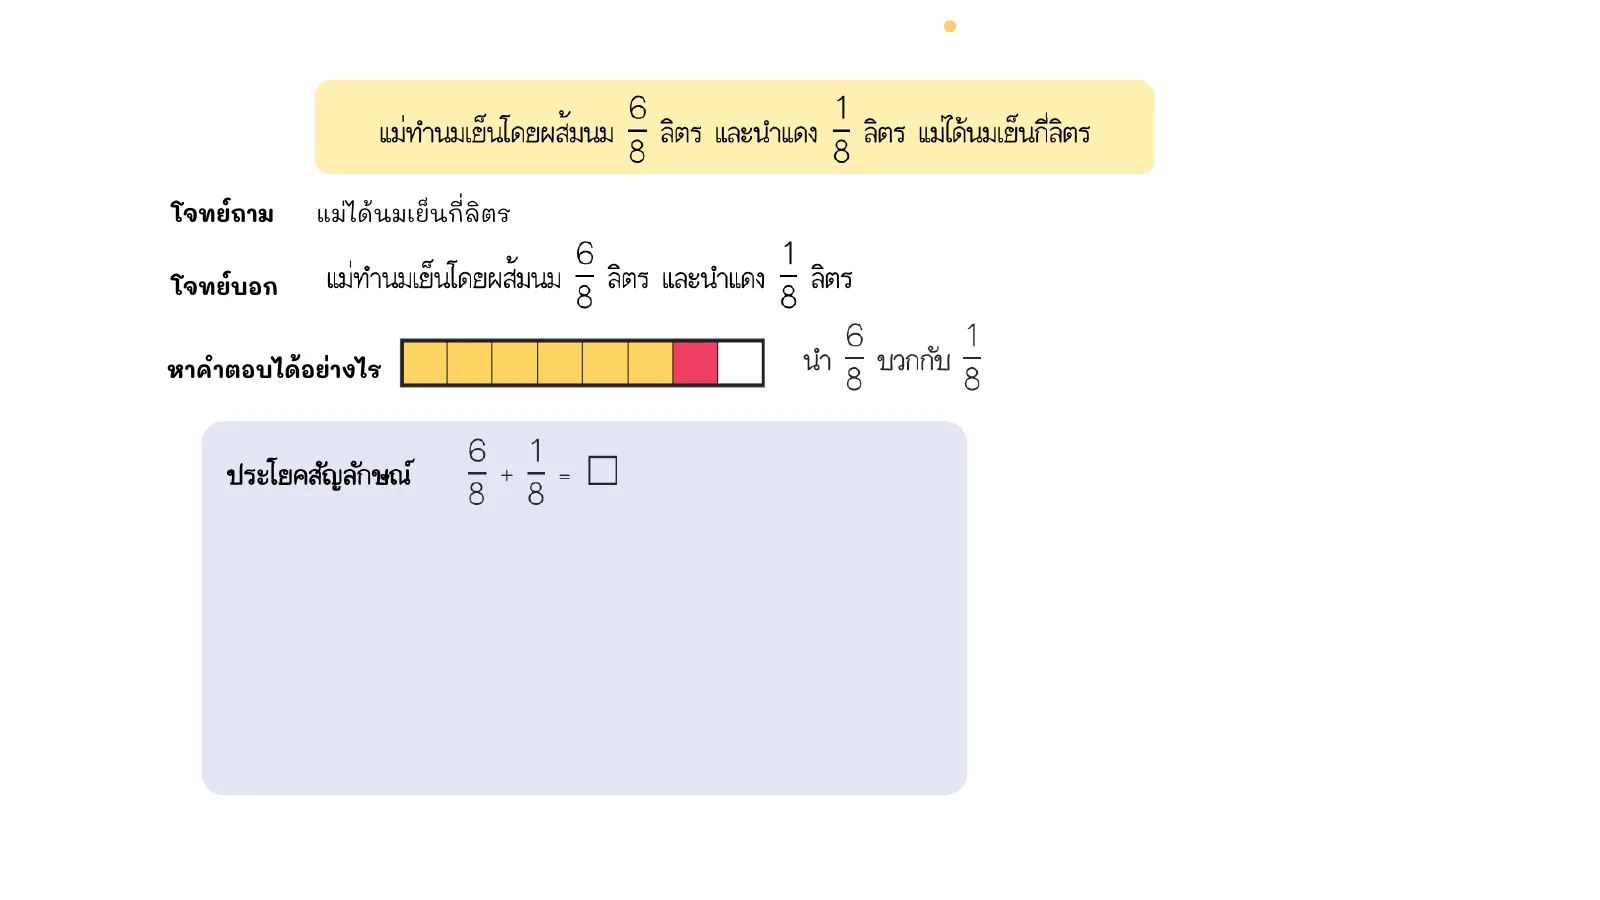 แม่ทำนมเย็นโดยผส้มนม 6/8 ลิตร และนำแดง 1/8 ลิตร แม่ได้นมเย็นกี่ลิตร
โจทย์ถาม แม่ได้นมเย็นกี่ลิตร
โจทย์บอก แม่ทำนมเย็นโดยผส้มนม 6/8 ลิตร และนำแดง 1/8 ลิตร
หาคำตอบได้อย่างไร นำ 6/8 บวกกับ 1/8
ประโยคสัญลักษณ์ 6/8 + 1/8 = □